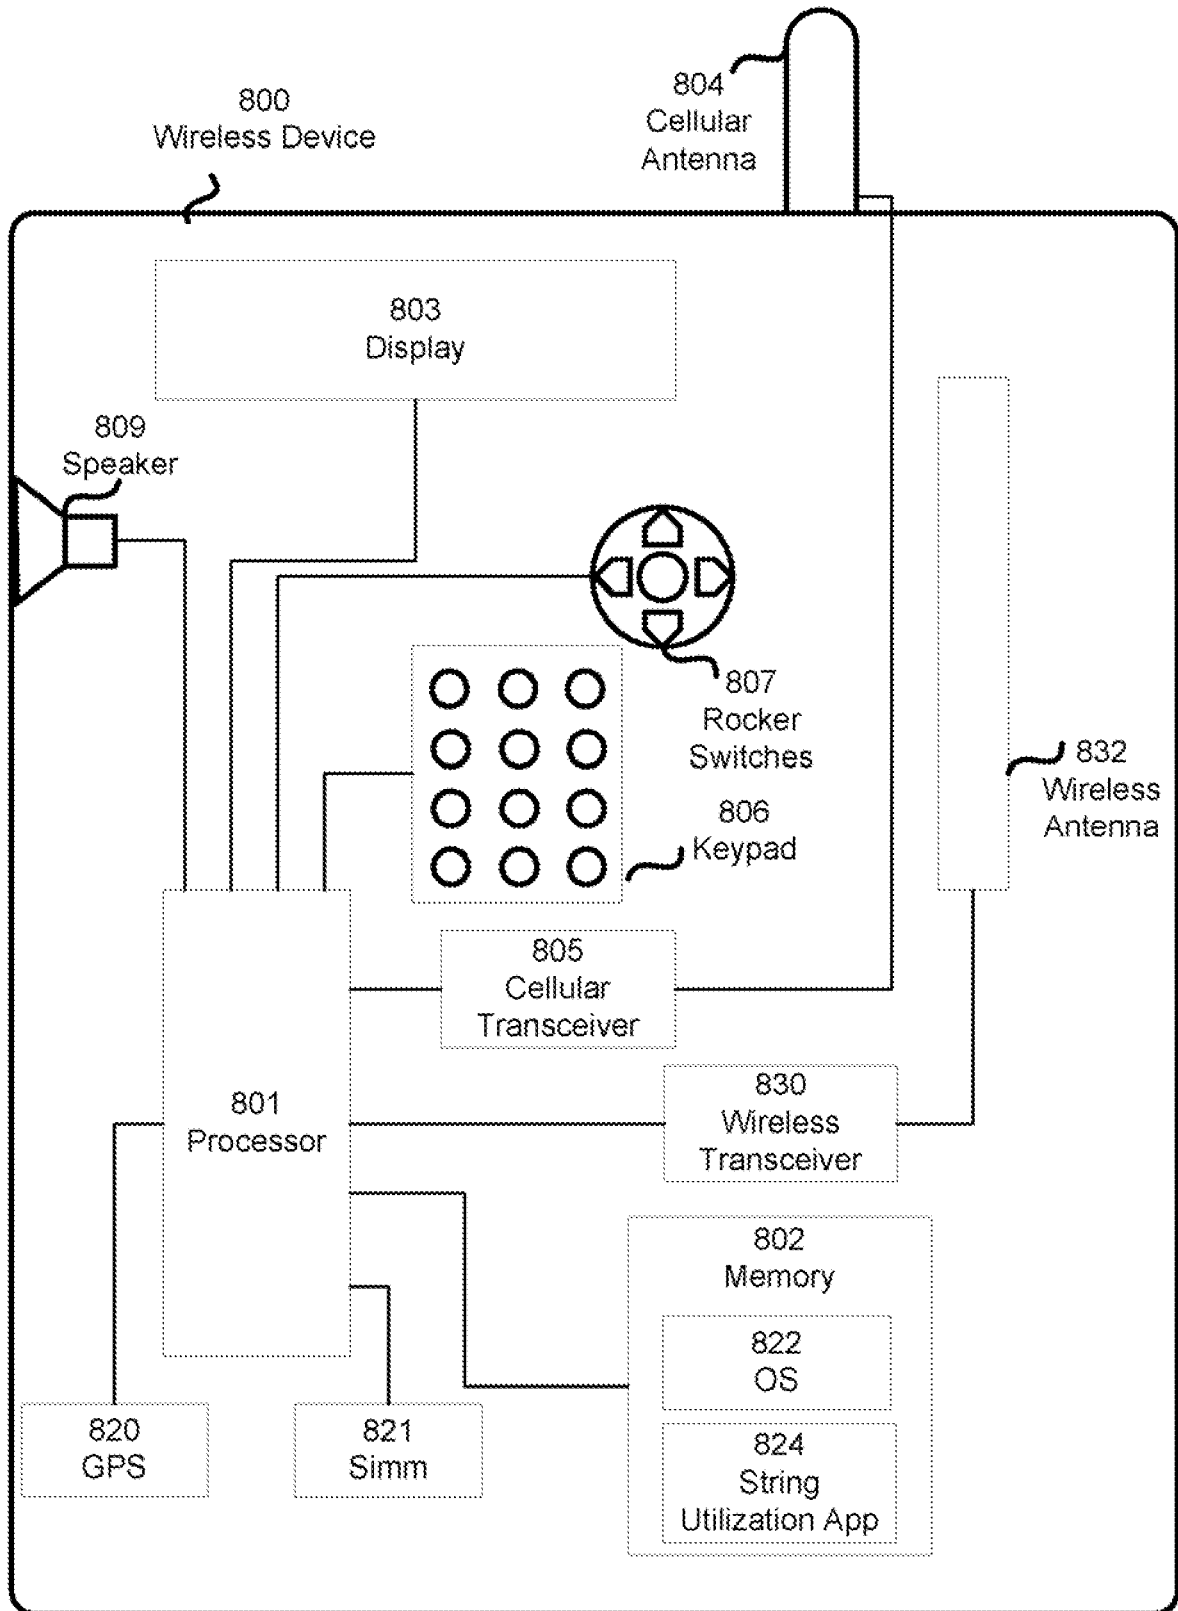 804
Cellular
Antenna
800
Wireless Device
803
Display
809
Speaker
807
Rocker
Switches
832
Wireless
Antenna
806
Keypad
805
Cellular
Transceiver
830
Wireless
Transceiver
801
Processor
802
Memory
822
OS
820
GPS
821
Simm
824
String
Utilization App